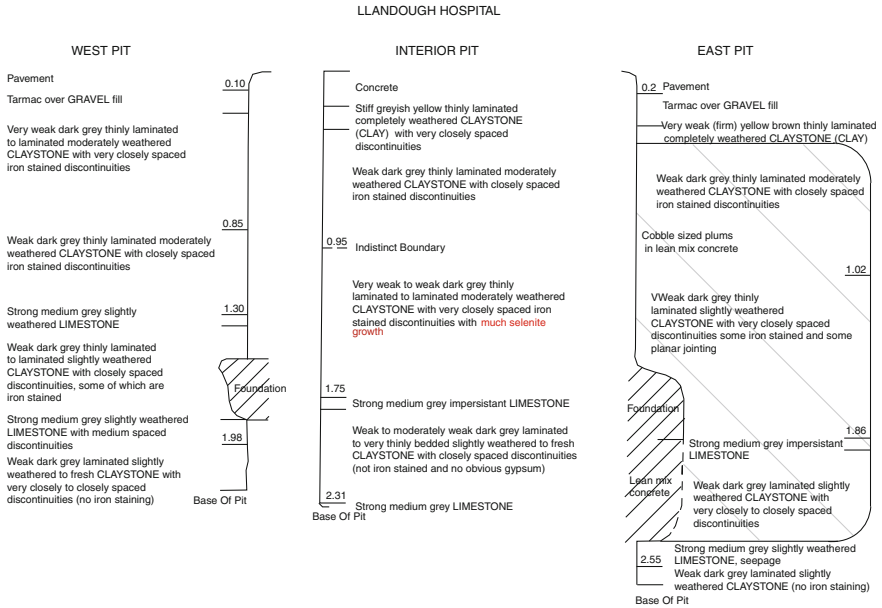 LLANDOUGH HOSPITAL
WEST PIT
Pavement
0.10
Tarmac over GRAVEL fill
Very weak dark grey thinly laminated
to laminated moderately weathered
CLAYSTONE with very closely spaced
iron stained discontinuities
0.85
Weak dark grey thinly laminated moderately
weathered CLAYSTONE with closely spaced
iron stained discontinuities
1.30
Strong medium grey slightly
weathered LIMESTONE
Weak dark grey thinly laminated
to laminated slightly weathered
CLAYSTONE with closely spaced
discontinuities, some of which are
iron stained
Foundation
Strong medium grey slightly weathered
LIMESTONE with medium spaced
discontinuities
1.98
Weak dark grey laminated slightly
weathered to fresh CLAYSTONE with
very closely to closely spaced
discontinuities (no iron staining)
Base Of Pit
INTERIOR PIT
Concrete
Stiff greyish yellow thinly laminated
completely weathered CLAYSTONE
(CLAY) with very closely spaced
discontinuities
Weak dark grey thinly laminated moderately
weathered CLAYSTONE with closely spaced
iron stained discontinuities
0.95
Indistinct Boundary
Very weak to weak dark grey thinly
laminated to laminated moderately weathered
CLAYSTONE with very closely spaced iron
stained discontinuities with much selenite
growth
1.75
Strong medium grey impersistant LIMESTONE
Weak to moderately weak dark grey laminated
to very thinly bedded slightly weathered to fresh
CLAYSTONE with closely spaced discontinuities
(not iron stained and no obvious gypsum)
2.31
Strong medium grey LIMESTONE
Base Of Pit
EAST PIT
0.2 Pavement
Tarmac over GRAVEL fill
Very weak (firm) yellow brown thinly laminated
completely weathered CLAYSTONE (CLAY)
Weak dark grey thinly laminated moderately
weathered CLAYSTONE with closely spaced
iron stained discontinuities
Cobble sized plums
in lean mix concrete
1.02
VWeak dark grey thinly
laminated slightly weathered
CLAYSTONE with very closely spaced
discontinuities some iron stained and some
planar jointing
Foundation
1.86
Strong medium grey impersistant
LIMESTONE
Lean mix
concrete
Weak dark grey laminated slightly
weathered CLAYSTONE with
very closely to closely spaced
discontinuities
Strong medium grey slightly weathered
2.55 LIMESTONE, seepage
Weak dark grey laminated slightly
weathered CLAYSTONE (no iron staining)
Base Of Pit